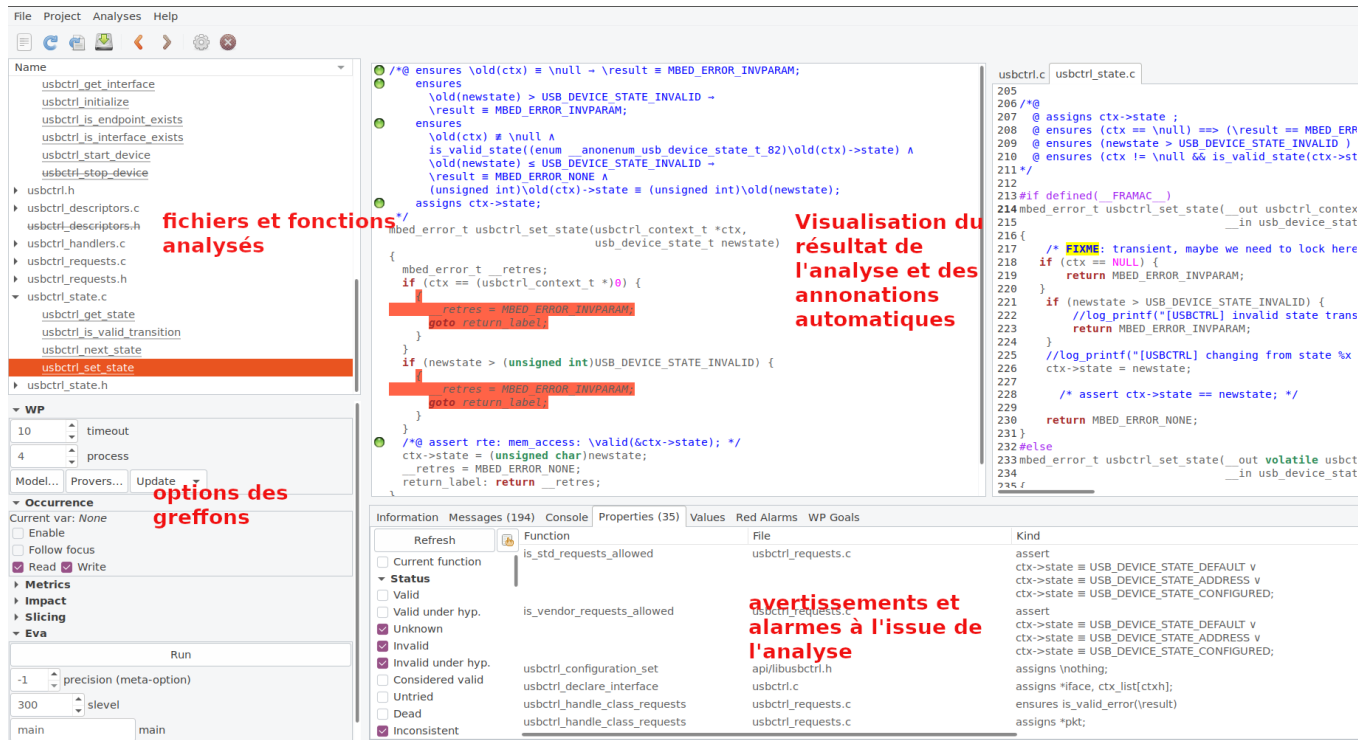 File Project Analyses Help
Name
usbctrl_get_interface
usbctrl_initialize
usbctrl_is_endpoint_exists
usbctrl_is_interface_exists
usbctrl_start_device
usbctrl_stop_device
usbctrl.h
usbctrl_descriptors.c
usbctrl_descriptors.h
usbctrl_handlers.c
usbctrl_requests.c
usbctrl_requests.h
usbctrl_state.c
usbctrl_get_state
usbctrl_is_valid_transition
usbctrl_next_state
usbctrl_set_state
usbctrl_state.h
fichiers et fonctions
analysés
WP
10 timeout
4 process
Model... Provers... Update
options des
greffons
Occurrence
Current var: None
Enable
Follow focus
Read Write
Metrics
Impact
Slicing
Eva
Run
-1 precision (meta-option)
300 slevel
main main
/*@ ensures \old(ctx) ≡ \null → \result ≡ MBED_ERROR_INVPARAM;
ensures
\old(newstate) > USB_DEVICE_STATE_INVALID →
\result ≡ MBED_ERROR_INVPARAM;
ensures
\old(ctx) ≢ \null ∧
is_valid_state((enum __anonenum_usb_device_state_t_82)\old(ctx)->state) ∧
\old(newstate) ≤ USB_DEVICE_STATE_INVALID →
\result ≡ MBED_ERROR_NONE ∧
(unsigned int)\old(ctx)->state ≡ (unsigned int)\old(newstate);
assigns ctx->state;
*/
mbed_error_t usbctrl_set_state(usbctrl_context_t *ctx,
usb_device_state_t newstate)
{
mbed_error_t __retres;
if (ctx == (usbctrl_context_t *)0) {
{
__retres = MBED_ERROR_INVPARAM;
goto return_label;
}
}
if (newstate > (unsigned int)USB_DEVICE_STATE_INVALID) {
{
__retres = MBED_ERROR_INVPARAM;
goto return_label;
}
}
/*@ assert rte: mem_access: \valid(&ctx->state); */
ctx->state = (unsigned char)newstate;
__retres = MBED_ERROR_NONE;
return_label: return __retres;
}
Visualisation du
résultat de
l'analyse et des
annonations
automatiques
usbctrl.c usbctrl_state.c
205
206 /*@
207 @ assigns ctx->state ;
208 @ ensures (ctx == \null) ==> (\result == MBED_ERR
209 @ ensures (newstate > USB_DEVICE_STATE_INVALID )
210 @ ensures (ctx != \null && is_valid_state(ctx->st
211 */
212
213 #if defined(__FRAMAC__)
214 mbed_error_t usbctrl_set_state(__out usbctrl_contex
215 __in usb_device_stat
216 {
217 /* FIXME: transient, maybe we need to lock here
218 if (ctx == NULL) {
219 return MBED_ERROR_INVPARAM;
220 }
221 if (newstate > USB_DEVICE_STATE_INVALID) {
222 //log_printf("[USBCTRL] invalid state trans
223 return MBED_ERROR_INVPARAM;
224 }
225 //log_printf("[USBCTRL] changing from state %x
226 ctx->state = newstate;
227
228 /* assert ctx->state == newstate; */
229
230 return MBED_ERROR_NONE;
231 }
232 #else
233 mbed_error_t usbctrl_set_state(__out volatile usbct
234 __in usb_device_stat
235 {
Information Messages (194) Console Properties (35) Values Red Alarms WP Goals
Refresh
Current function
Status
Valid
Valid under hyp.
Unknown
Invalid
Invalid under hyp.
Considered valid
Untried
Dead
Inconsistent
Function File Kind
is_std_requests_allowed usbctrl_requests.c assert
ctx->state ≡ USB_DEVICE_STATE_DEFAULT ∨
ctx->state ≡ USB_DEVICE_STATE_ADDRESS ∨
ctx->state ≡ USB_DEVICE_STATE_CONFIGURED;
is_vendor_requests_allowed usbctrl_requests.c assert
ctx->state ≡ USB_DEVICE_STATE_DEFAULT ∨
ctx->state ≡ USB_DEVICE_STATE_ADDRESS ∨
ctx->state ≡ USB_DEVICE_STATE_CONFIGURED;
usbctrl_configuration_set api/libusbctrl.h assigns \nothing;
usbctrl_declare_interface usbctrl.c assigns *iface, ctx_list[ctxh];
usbctrl_handle_class_requests usbctrl_requests.c ensures is_valid_error(\result)
usbctrl_handle_class_requests usbctrl_requests.c assigns *pkt;
avertissements et
alarmes à l'issue de
l'analyse